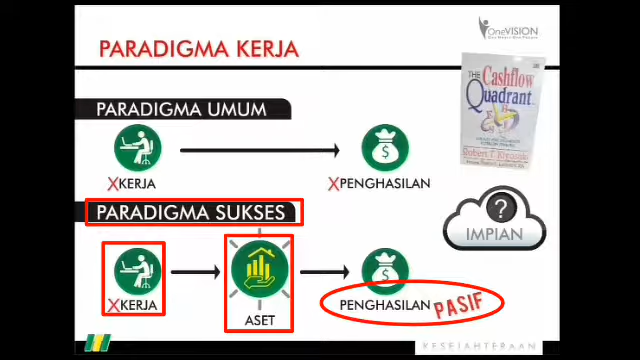 OneVISION
PARADIGMA KERJA
THE Cashflow
Quadrant
Robert T. Kiyosaki
PARADIGMA UMUM
XKERJA
XPENGHASILAN
PARADIGMA SUKSES
?
IMPIAN
XKERJA
ASET
PENGHASILAN PASIF
KESEJAHTERAAN